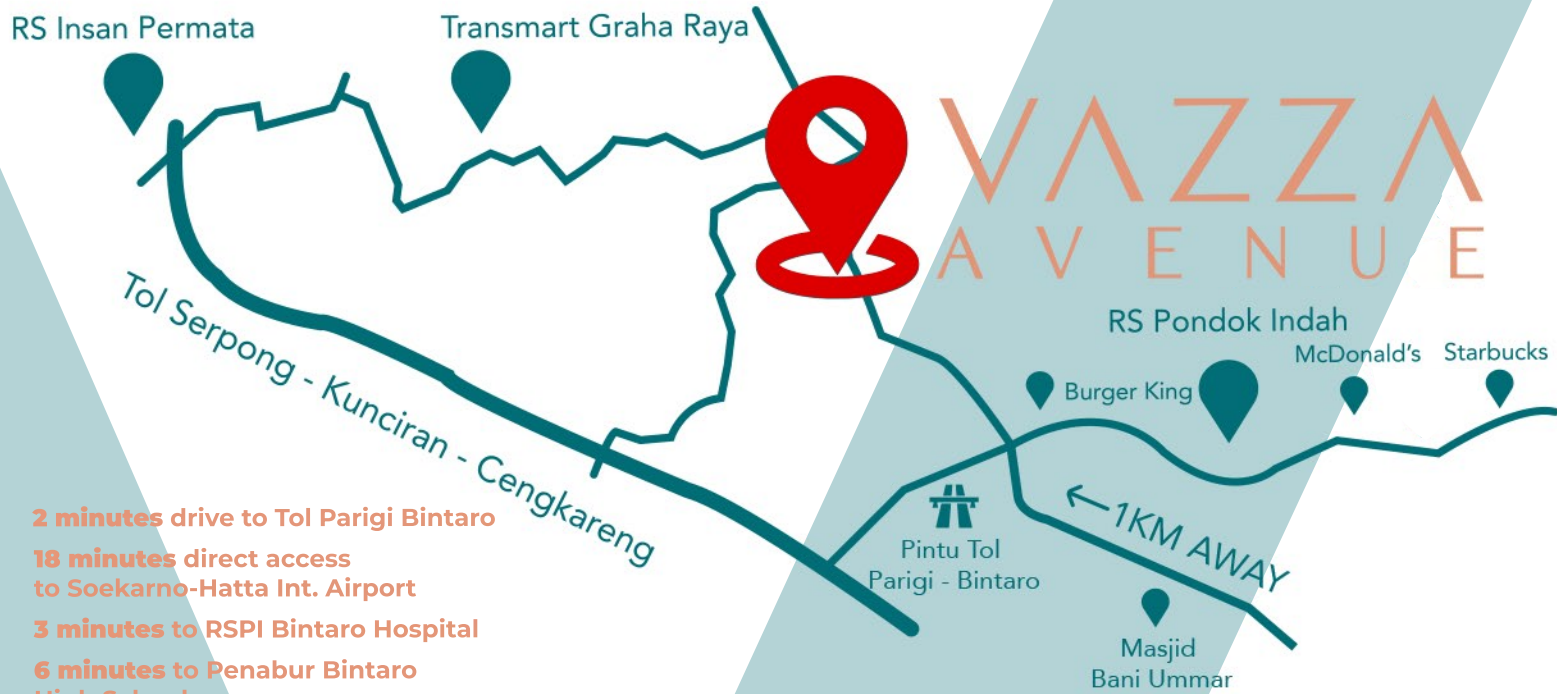 RS Insan Permata
Transmart Graha Raya
VAZZA
AVENUE
RS Pondok Indah
McDonald's
Starbucks
Burger King
Tol Serpong - Kunciran - Cengkareng
←1KM AWAY
Pintu Tol
Parigi - Bintaro
Masjid
Bani Ummar
2 minutes drive to Tol Parigi Bintaro
18 minutes direct access
to Soekarno-Hatta Int. Airport
3 minutes to RSPI Bintaro Hospital
6 minutes to Penabur Bintaro